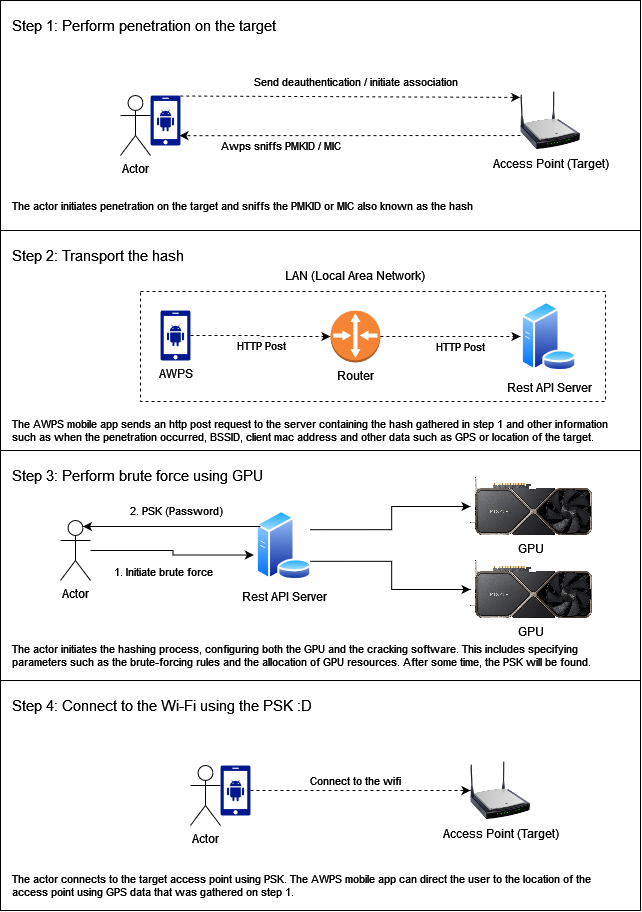 Step 1: Perform penetration on the target
Send deauthentication / initiate association
Awps sniffs PMKID / MIC
Actor
Access Point (Target)
The actor initiates penetration on the target and sniffs the PMKID or MIC also known as the hash
Step 2: Transport the hash
LAN (Local Area Network)
HTTP Post
HTTP Post
AWPS
Router
Rest API Server
The AWPS mobile app sends an http post request to the server containing the hash gathered in step 1 and other information
such as when the penetration occurred, BSSID, client mac address and other data such as GPS or location of the target.
Step 3: Perform brute force using GPU
2. PSK (Password)
GPU
1. Initiate brute force
Actor
Rest API Server
GPU
The actor initiates the hashing process, configuring both the GPU and the cracking software. This includes specifying
parameters such as the brute-forcing rules and the allocation of GPU resources. After some time, the PSK will be found.
Step 4: Connect to the Wi-Fi using the PSK :D
Connect to the wifi
Actor
Access Point (Target)
The actor connects to the target access point using PSK. The AWPS mobile app can direct the user to the location of the
access point using GPS data that was gathered on step 1.